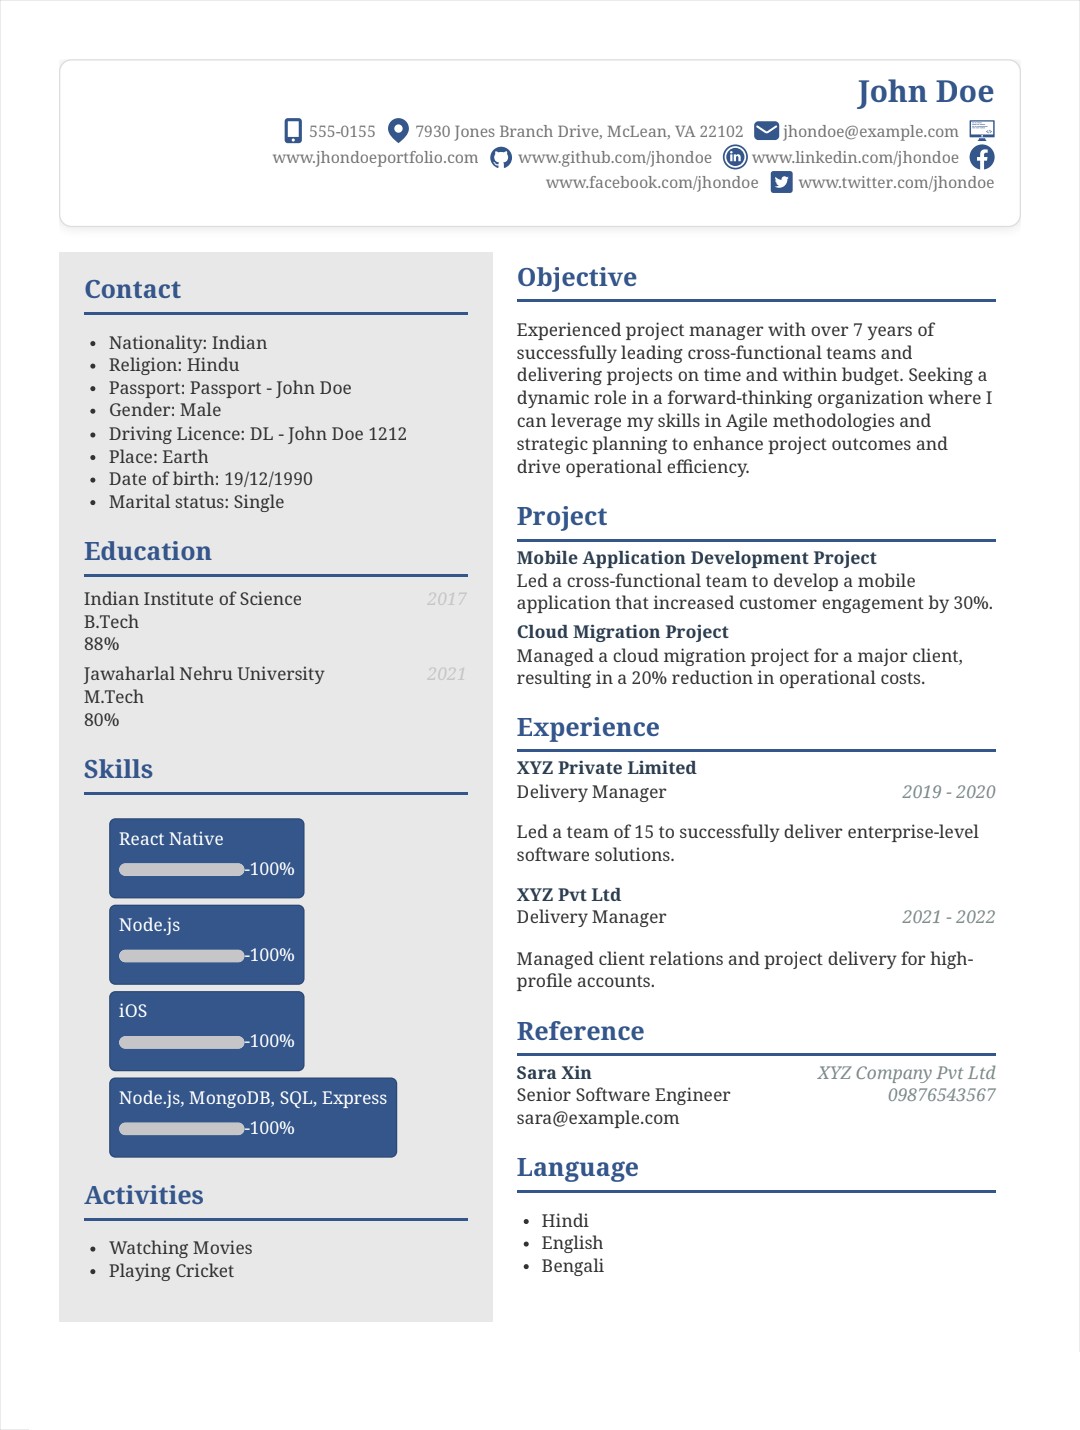 John Doe
555-0155 7930 Jones Branch Drive, McLean, VA 22102 jhondoe@example.com
www.jhondoeportfolio.com www.github.com/jhondoe www.linkedin.com/jhondoe
www.facebook.com/jhondoe www.twitter.com/jhondoe
Contact
• Nationality: Indian
• Religion: Hindu
• Passport: Passport - John Doe
• Gender: Male
• Driving Licence: DL - John Doe 1212
• Place: Earth
• Date of birth: 19/12/1990
• Marital status: Single
Education
Indian Institute of Science 2017
B.Tech
88%
Jawaharlal Nehru University 2021
M.Tech
80%
Skills
React Native
-100%
Node.js
-100%
iOS
-100%
Node.js, MongoDB, SQL, Express
-100%
Activities
• Watching Movies
• Playing Cricket
Objective
Experienced project manager with over 7 years of
successfully leading cross-functional teams and
delivering projects on time and within budget. Seeking a
dynamic role in a forward-thinking organization where I
can leverage my skills in Agile methodologies and
strategic planning to enhance project outcomes and
drive operational efficiency.
Project
Mobile Application Development Project
Led a cross-functional team to develop a mobile
application that increased customer engagement by 30%.
Cloud Migration Project
Managed a cloud migration project for a major client,
resulting in a 20% reduction in operational costs.
Experience
XYZ Private Limited
Delivery Manager 2019 - 2020
Led a team of 15 to successfully deliver enterprise-level
software solutions.
XYZ Pvt Ltd
Delivery Manager 2021 - 2022
Managed client relations and project delivery for high-
profile accounts.
Reference
Sara Xin XYZ Company Pvt Ltd
Senior Software Engineer 09876543567
sara@example.com
Language
• Hindi
• English
• Bengali